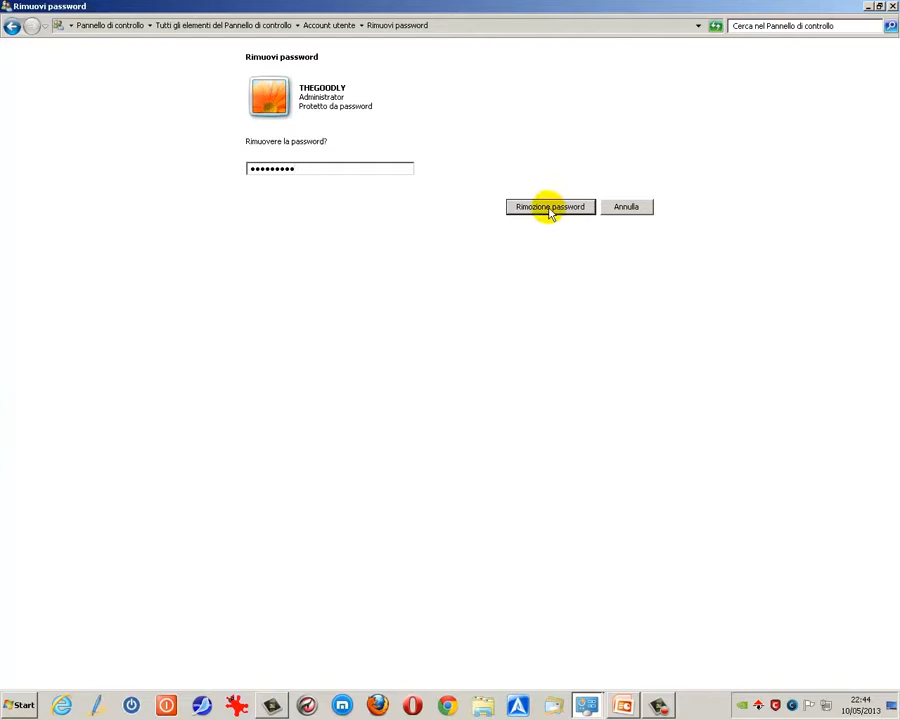 Rimuovi password
Pannello di controllo Tutti gli elementi del Pannello di controllo Account utente Rimuovi password
Cerca nel Pannello di controllo
Rimuovi password
THEGOODLY
Administrator
Protetto da password
Rimuovere la password?
Rimozione password
Annulla
Start
22:44
10/05/2013